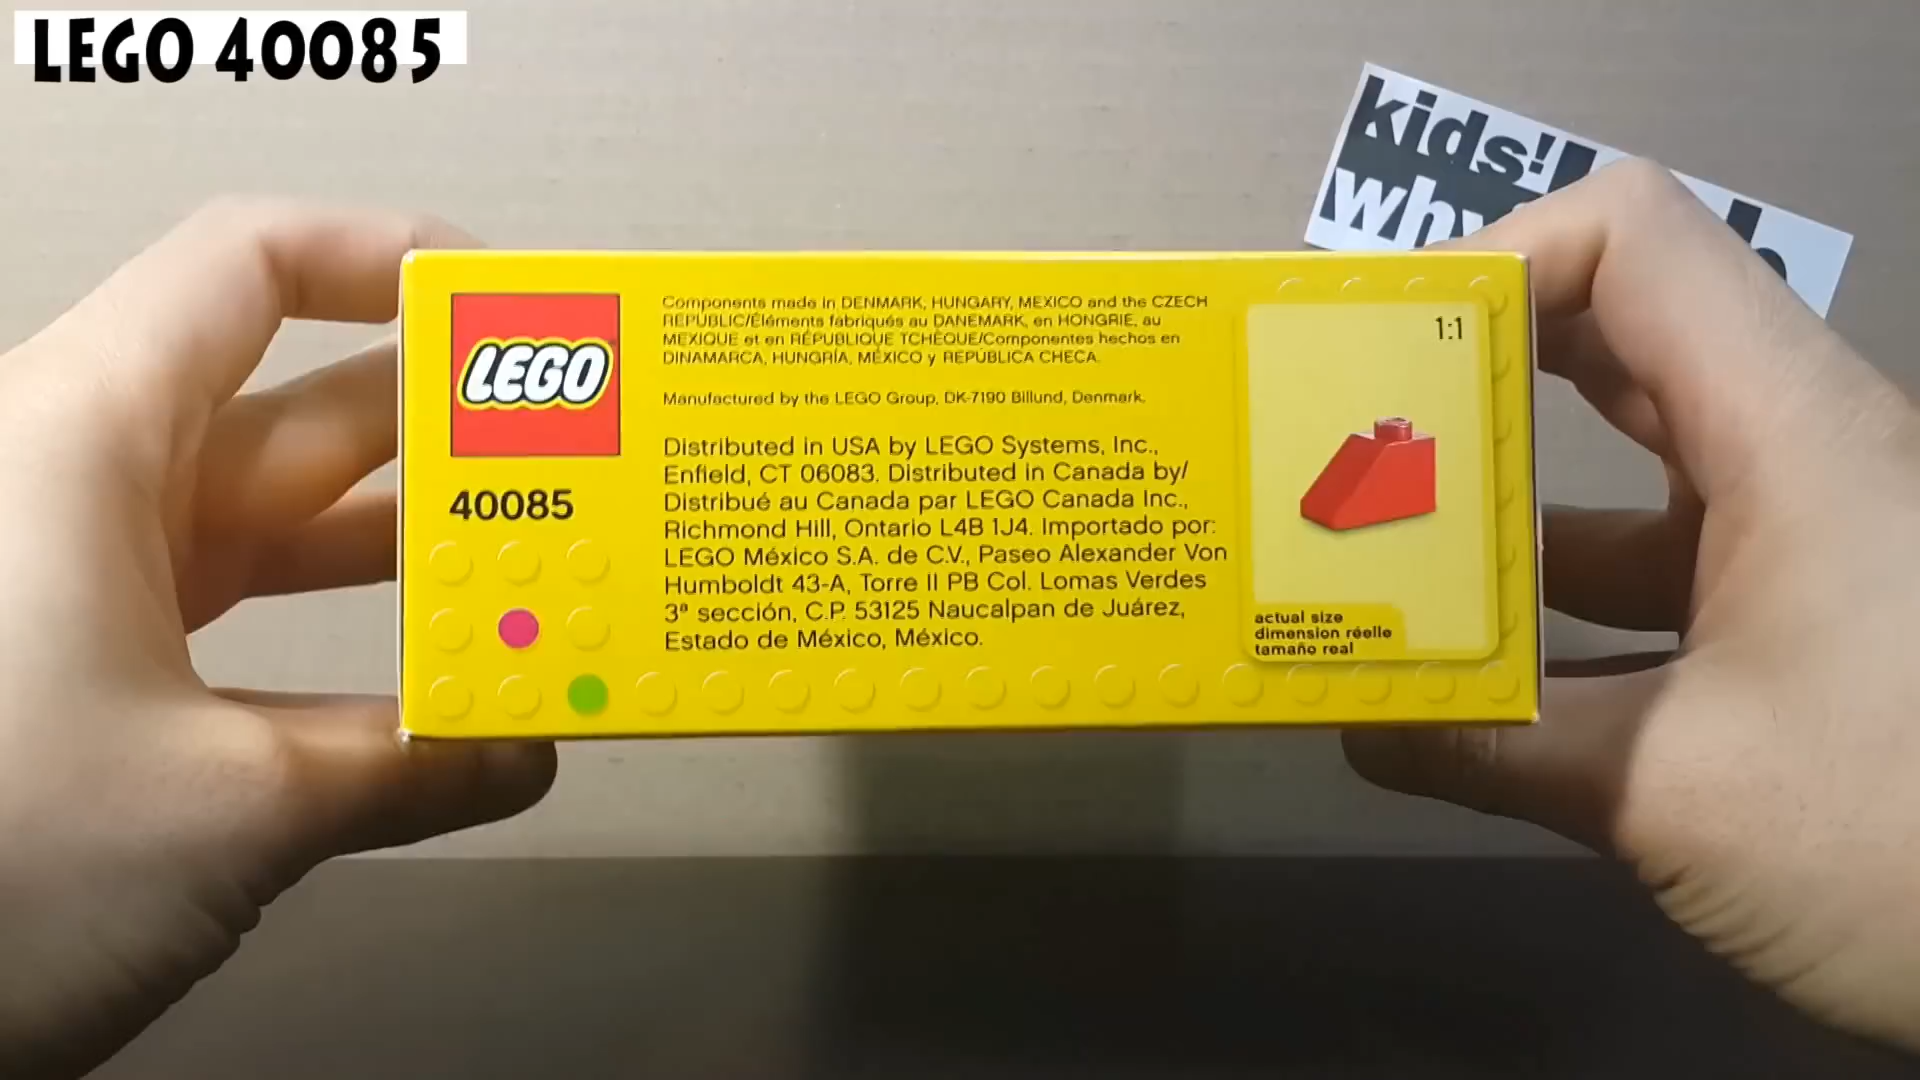 LEGO 40085
kids!
LEGO
40085
Components made in DENMARK, HUNGARY, MEXICO and the CZECH
REPUBLIC/Éléments fabriqués au DANEMARK, en HONGRIE, au
MEXIQUE et en RÉPUBLIQUE TCHÈQUE/Componentes hechos en
DINAMARCA, HUNGRÍA, MÉXICO y REPÚBLICA CHECA.
Manufactured by the LEGO Group, DK-7190 Billund, Denmark.
Distributed in USA by LEGO Systems, Inc.,
Enfield, CT 06083. Distributed in Canada by/
Distribué au Canada par LEGO Canada Inc.,
Richmond Hill, Ontario L4B 1J4. Importado por:
LEGO México S.A. de C.V., Paseo Alexander Von
Humboldt 43-A, Torre II PB Col. Lomas Verdes
3ª sección, C.P. 53125 Naucalpan de Juárez,
Estado de México, México.
1:1
actual size
dimension réelle
tamaño real